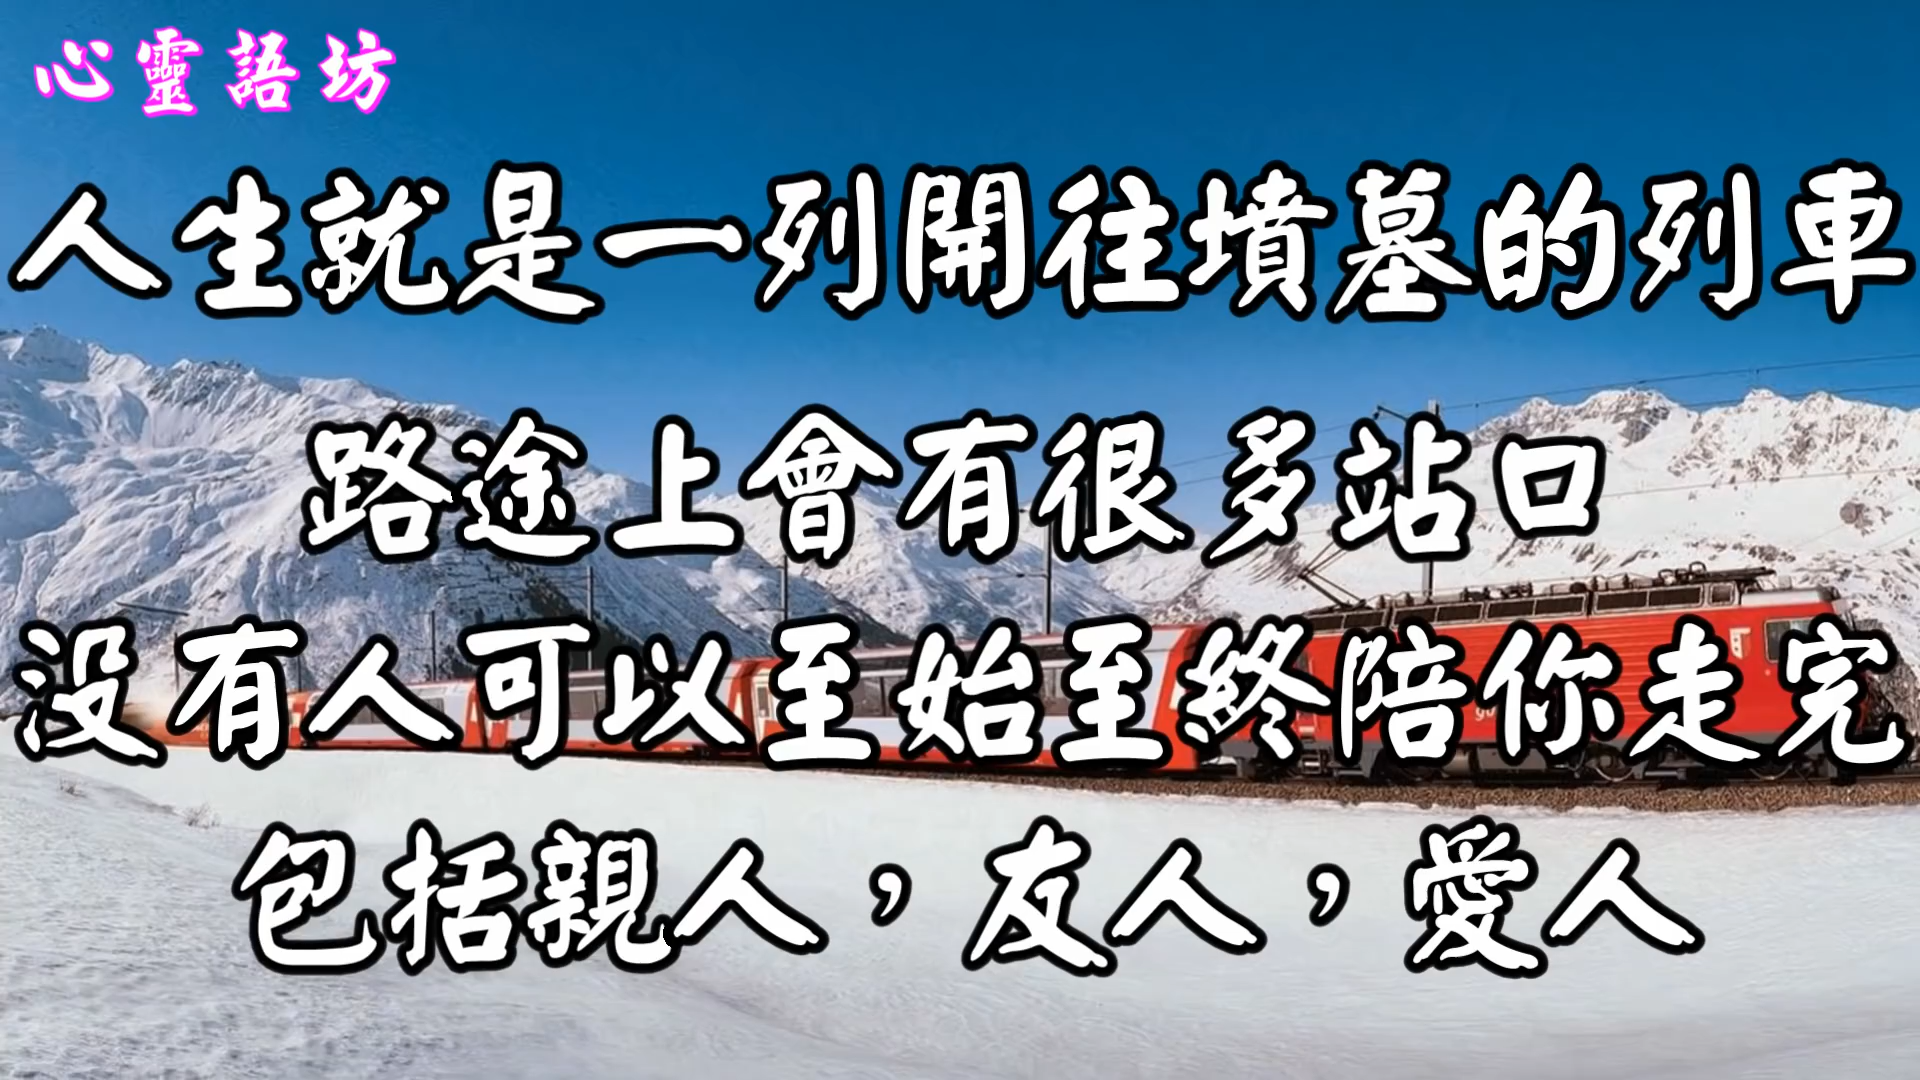 心靈語坊
人生就是一列開往墳墓的列車
路途上會有很多站口
没有人可以至始至終陪你走完
包括親人，友人，愛人